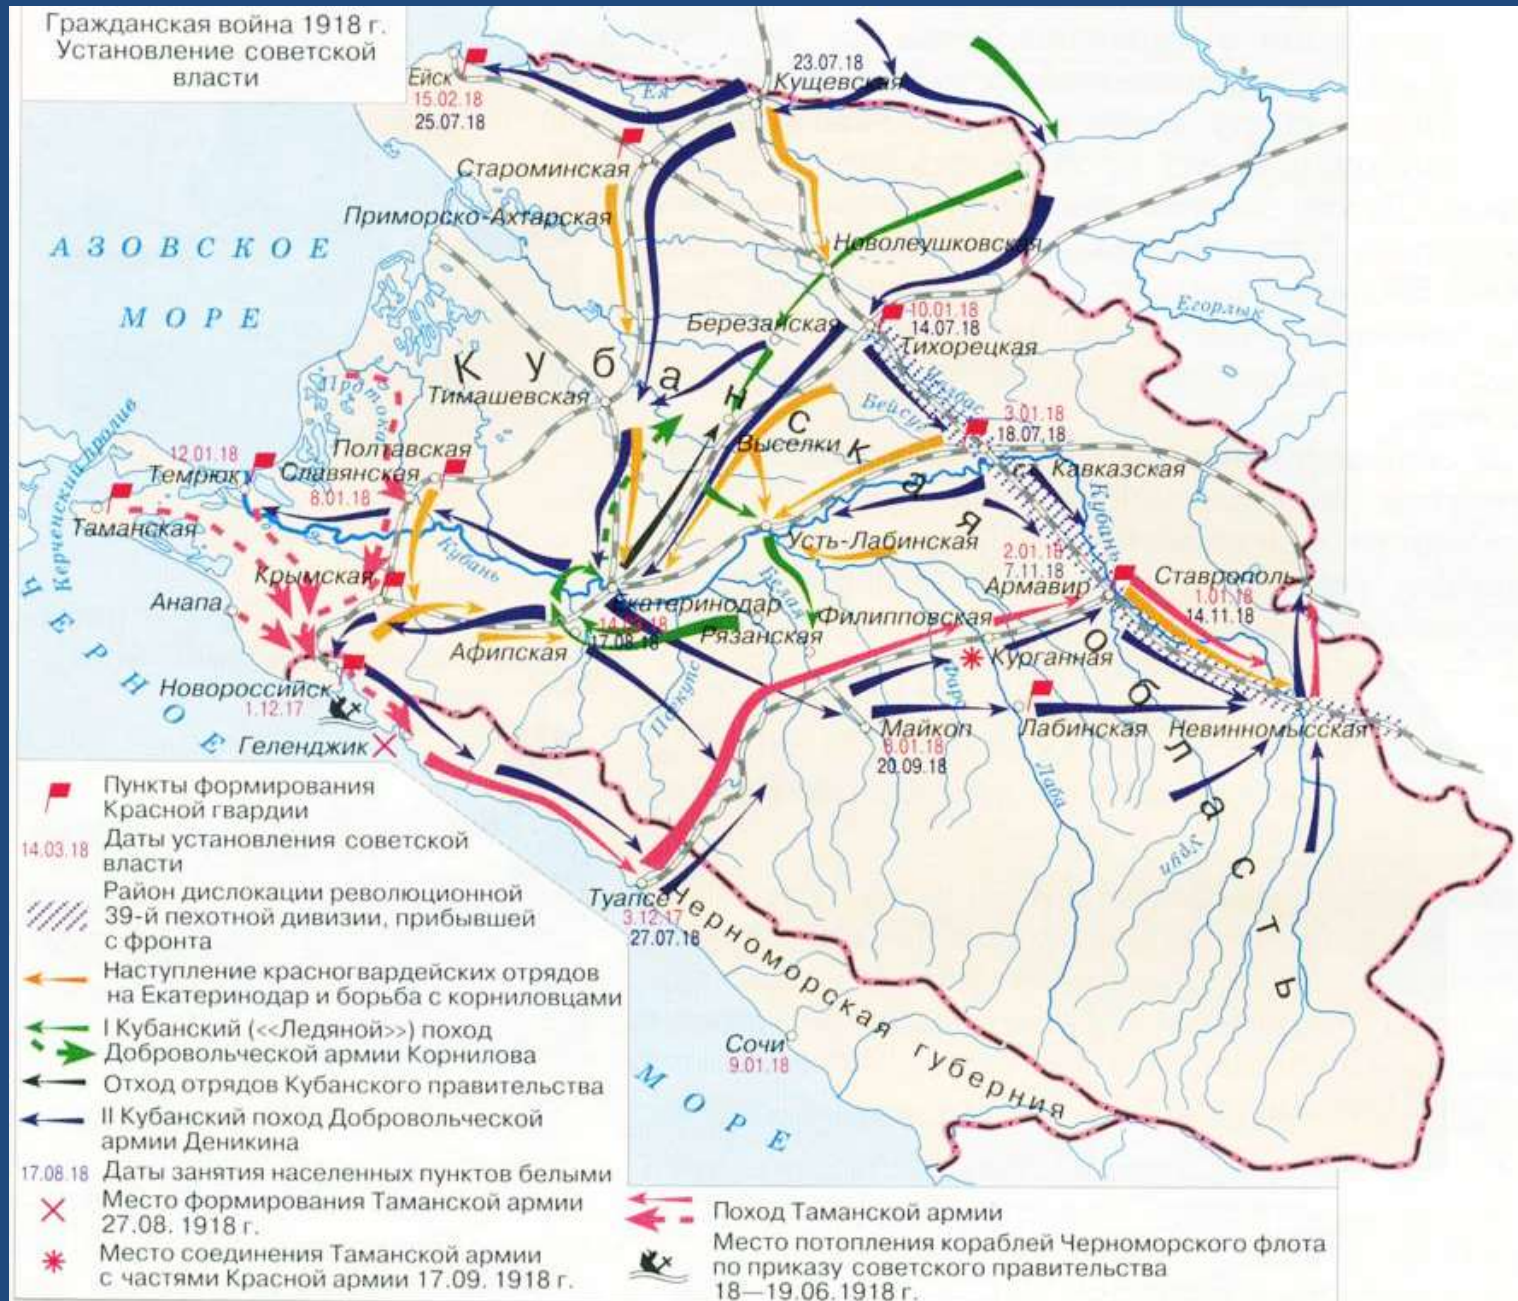 Гражданская война 1918 г.
Установление советской
власти
23.07.18
Кущевская
Ейск
15.02.18
25.07.18
Ея
Староминская
Приморско-Ахтарская
АЗОВСКОЕ
МОРЕ
Новолеушковская
Егорлык
10.01.18
14.07.18
Тихорецкая
Березанская
Кубанская область
Тимашевская
Протока
Челбас
Бейсуг
3.01.18
18.07.18
Выселки
г. Кавказская
Керченский пролив
12.01.18
Темрюк
Полтавская
Славянская
8.01.18
Таманская
Кубань
Кубань
Усть-Лабинская
2.01.18
7.11.18
Армавир
Ставрополь
1.01.18
14.11.18
Крымская
Анапа
Екатеринодар
17.08.18
Белая
Рязанская
Филипповская
Афипская
Курганная
Новороссийск
1.12.17
Геленджик
Майкоп
20.09.18
Лабинская
Невинномысская
Лаба
Уруп
ЧЕРНОЕ
МОРЕ
Туапсе
3.12.17
27.07.18
Черноморская губерния
Сочи
9.01.18
Пункты формирования
Красной гвардии
14.03.18 Даты установления советской
власти
Район дислокации революционной
39-й пехотной дивизии, прибывшей
с фронта
Наступление красногвардейских отрядов
на Екатеринодар и борьба с корниловцами
I Кубанский (<<Ледяной>>) поход
Добровольческой армии Корнилова
Отход отрядов Кубанского правительства
II Кубанский поход Добровольческой
армии Деникина
17.08.18 Даты занятия населенных пунктов белыми
Место формирования Таманской армии
27.08. 1918 г.
Место соединения Таманской армии
с частями Красной армии 17.09. 1918 г.
Поход Таманской армии
Место потопления кораблей Черноморского флота
по приказу советского правительства
18—19.06.1918 г.